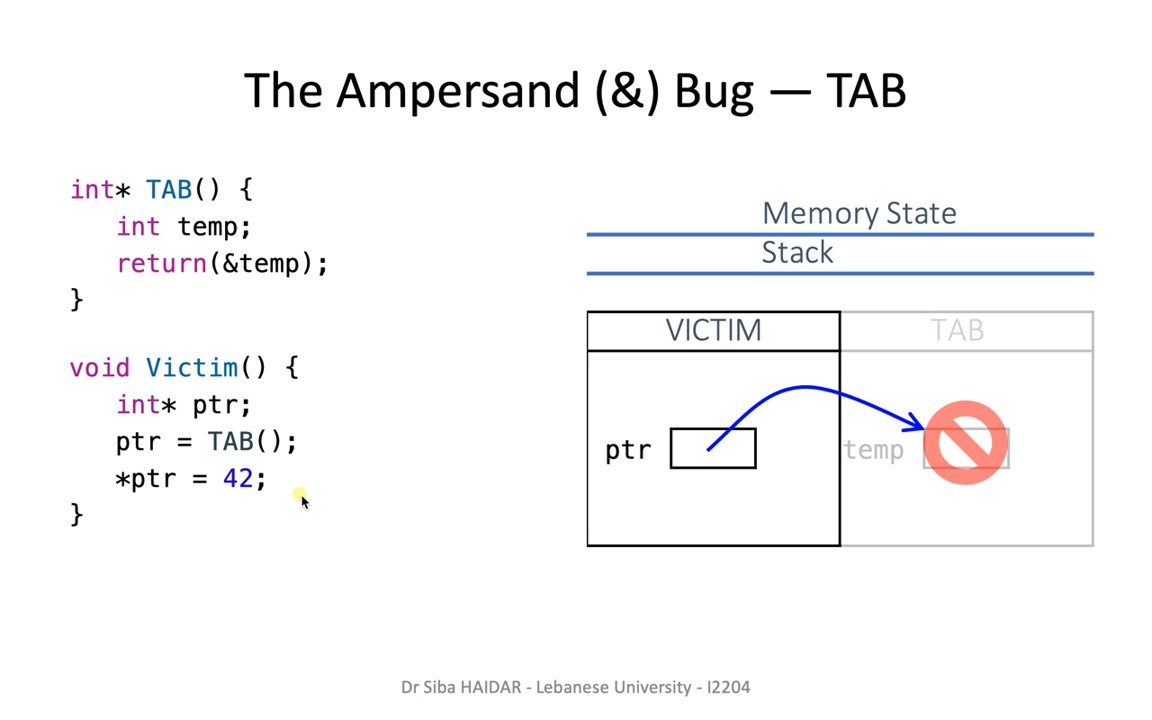 The Ampersand (&) Bug — TAB
int* TAB() {
int temp;
return(&temp);
}
void Victim() {
int* ptr;
ptr = TAB();
*ptr = 42;
}
Memory State
Stack
VICTIM
TAB
ptr
temp
Dr Siba HAIDAR - Lebanese University - I2204